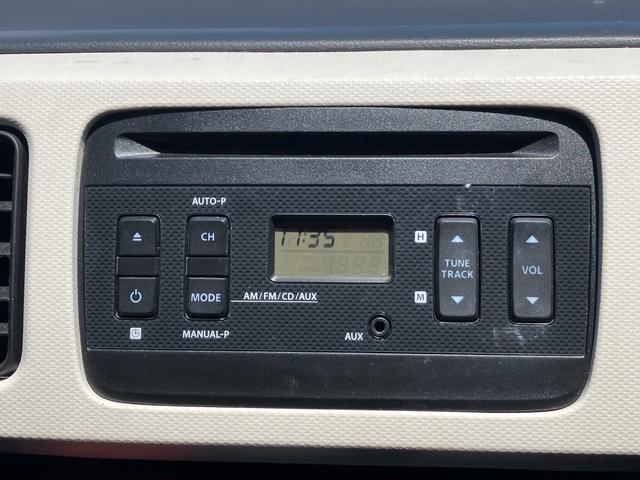 AUTO-P
CH
11:35
H
TUNE
TRACK
VOL
MODE
AM/FM/CD/AUX
M
MANUAL-P
AUX